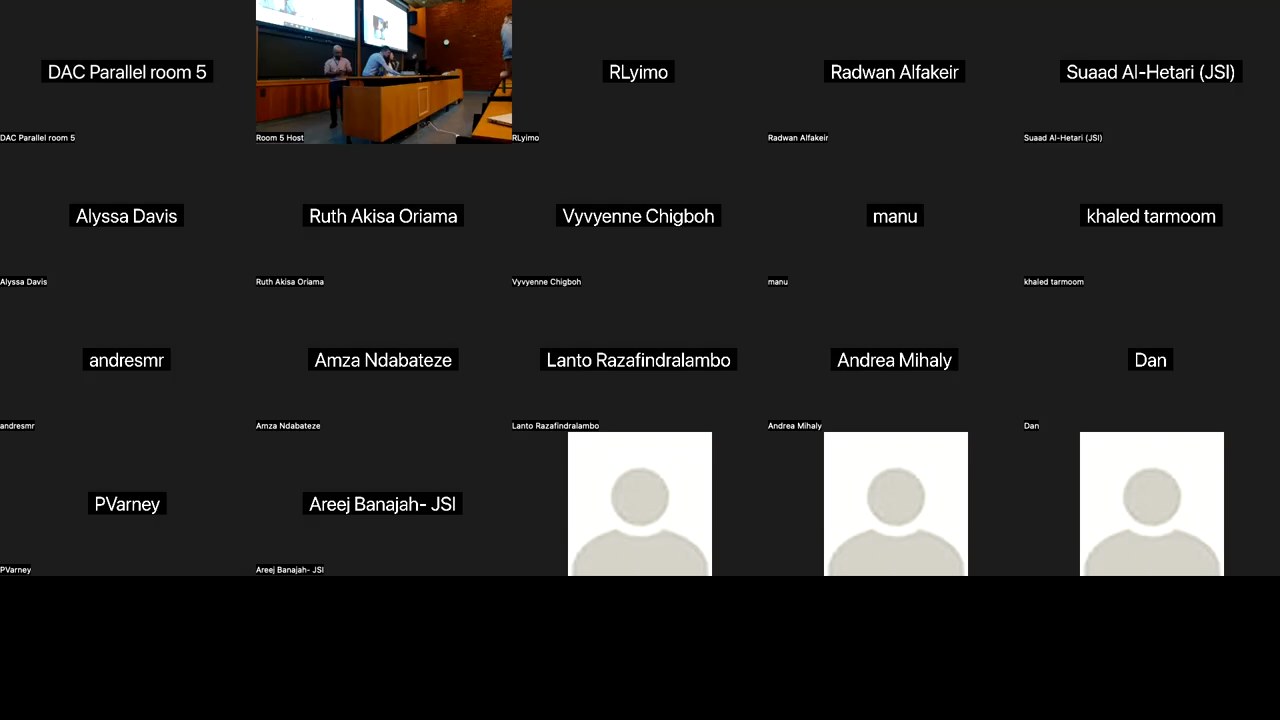 DAC Parallel room 5
RLyimo
Radwan Alfakeir
Suaad Al-Hetari (JSI)
DAC Parallel room 5
Room 5 Host
RLyimo
Radwan Alfakeir
Suaad Al-Hetari (JSI)
Alyssa Davis
Ruth Akisa Oriama
Vyvyenne Chigboh
manu
khaled tarmoom
Alyssa Davis
Ruth Akisa Oriama
Vyvyenne Chigboh
manu
khaled tarmoom
andresmr
Amza Ndabateze
Lanto Razafindralambo
Andrea Mihaly
Dan
andresmr
Amza Ndabateze
Lanto Razafindralambo
Andrea Mihaly
Dan
PVarney
Areej Banajah- JSI
PVarney
Areej Banajah- JSI